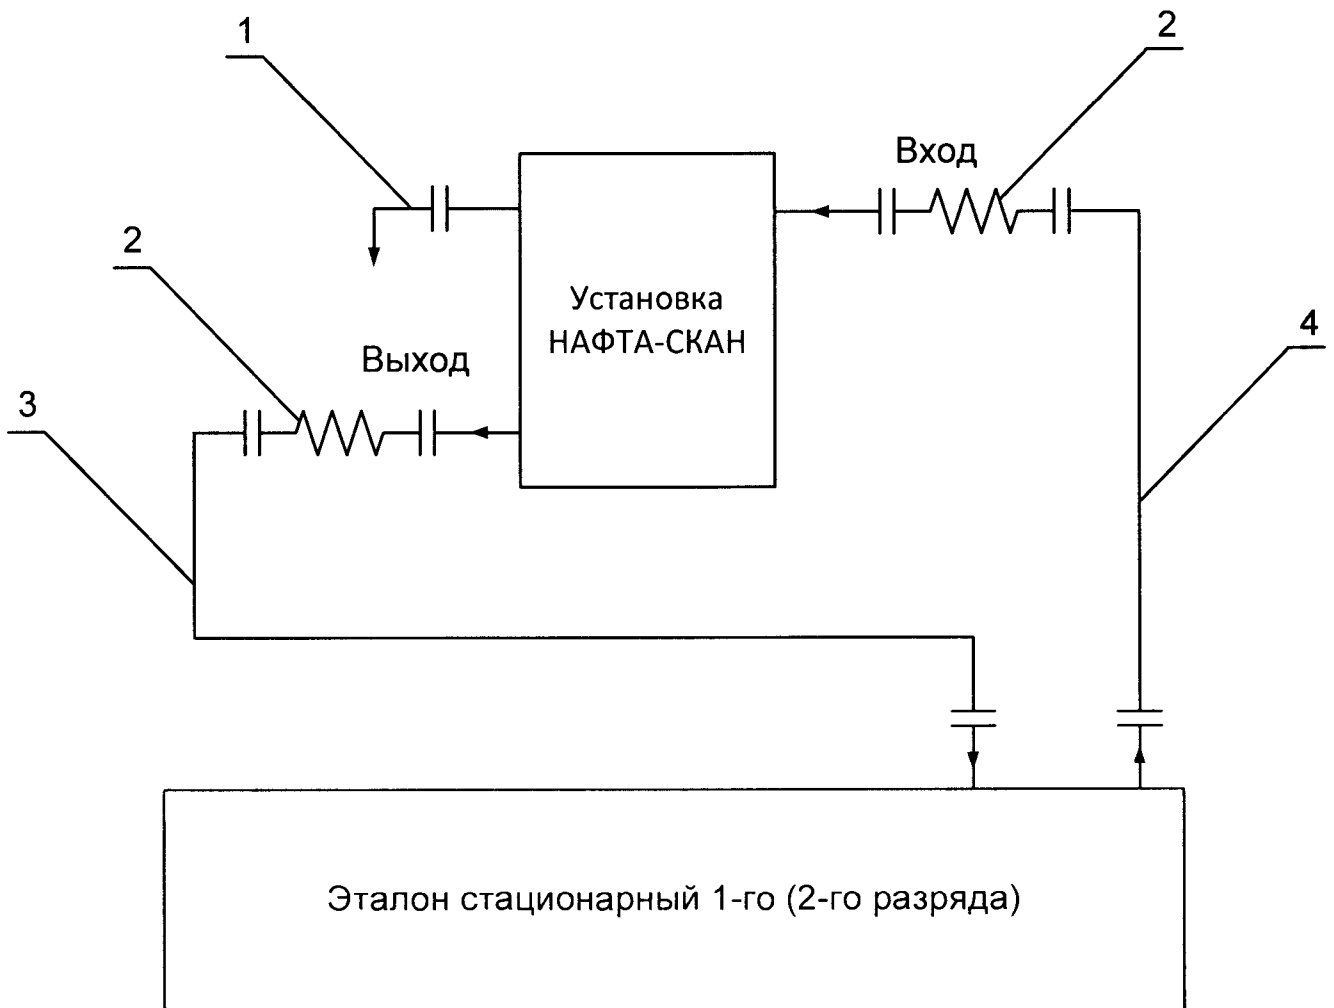 1
2
Вход
2
Установка
НАФТА-СКАН
4
Выход
3
Эталон стационарный 1-го (2-го разряда)